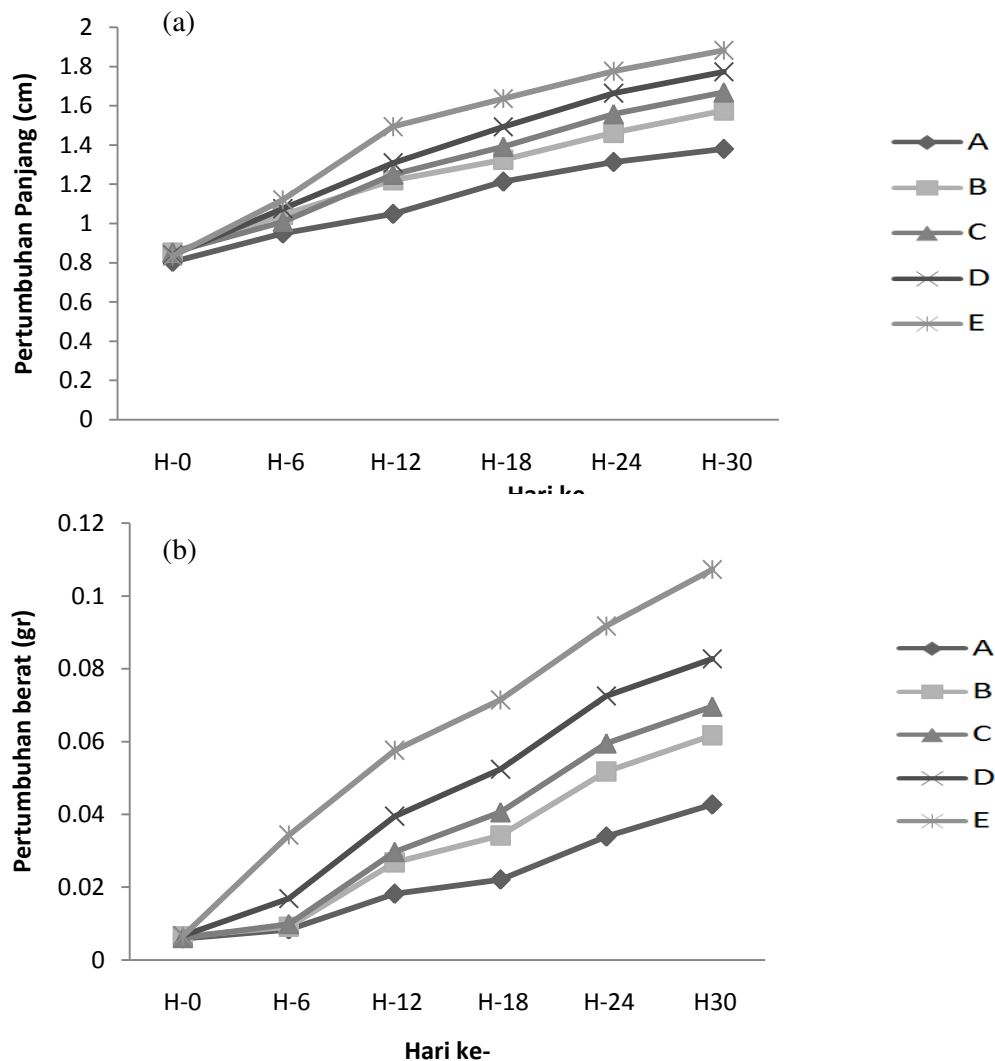 (a)
Pertumbuhan Panjang (cm)
2
1.8
1.6
1.4
1.2
1
0.8
0.6
0.4
0.2
0
H-0 H-6 H-12 H-18 H-24 H-30
Hari ke
A
B
C
D
E
(b)
Pertumbuhan berat (gr)
0.12
0.1
0.08
0.06
0.04
0.02
0
H-0 H-6 H-12 H-18 H-24 H30
Hari ke-
A
B
C
D
E